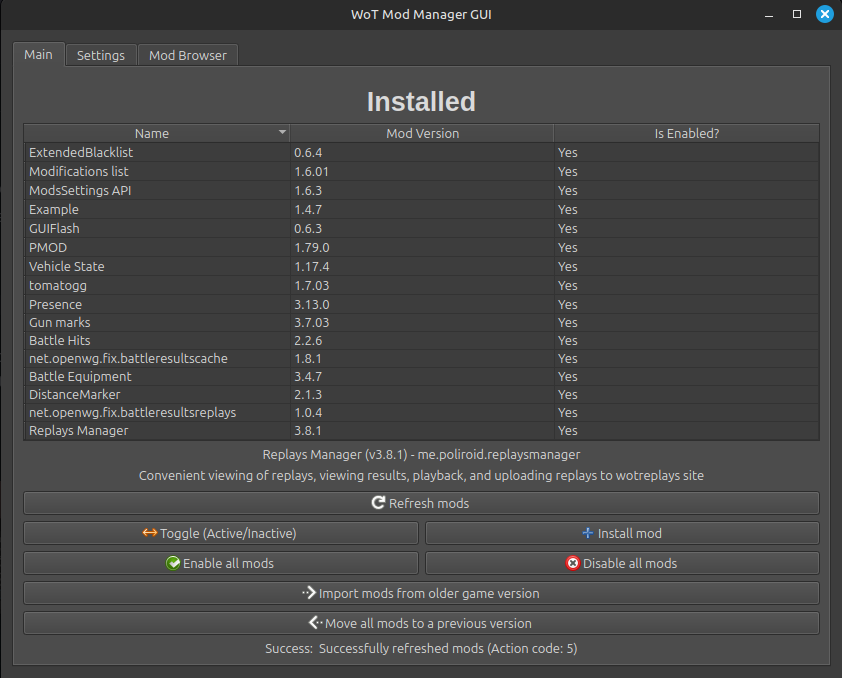 WoT Mod Manager GUI
Main Settings Mod Browser
Installed
Name Mod Version Is Enabled?
ExtendedBlacklist 0.6.4 Yes
Modifications list 1.6.01 Yes
ModsSettings API 1.6.3 Yes
Example 1.4.7 Yes
GUIFlash 0.6.3 Yes
PMOD 1.79.0 Yes
Vehicle State 1.17.4 Yes
tomatogg 1.7.03 Yes
Presence 3.13.0 Yes
Gun marks 3.7.03 Yes
Battle Hits 2.2.6 Yes
net.openwg.fix.battleresultscache 1.8.1 Yes
Battle Equipment 3.4.7 Yes
DistanceMarker 2.1.3 Yes
net.openwg.fix.battleresultsreplays 1.0.4 Yes
Replays Manager 3.8.1 Yes
Replays Manager (v3.8.1) - me.poliroid.replaysmanager
Convenient viewing of replays, viewing results, playback, and uploading replays to wotreplays site
Refresh mods
Toggle (Active/Inactive) Install mod
Enable all mods Disable all mods
Import mods from older game version
Move all mods to a previous version
Success: Successfully refreshed mods (Action code: 5)